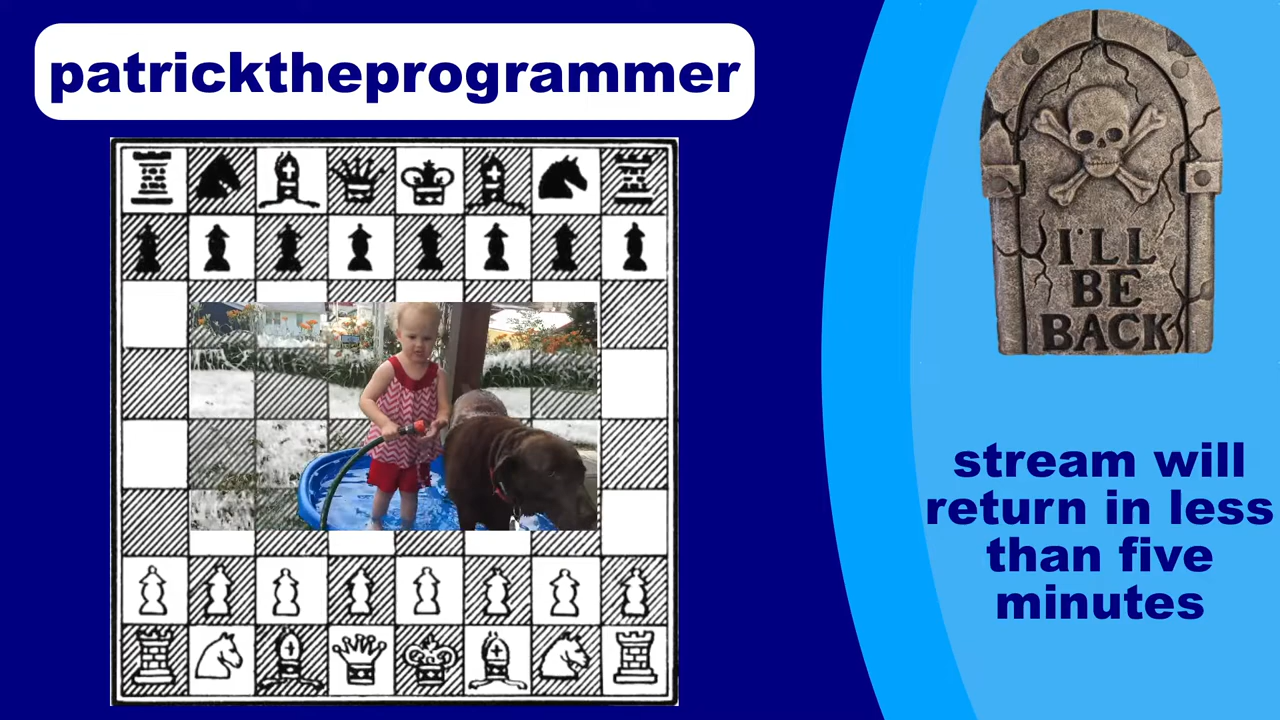 patricktheprogrammer
I'LL
BE
BACK
stream will
return in less
than five
minutes